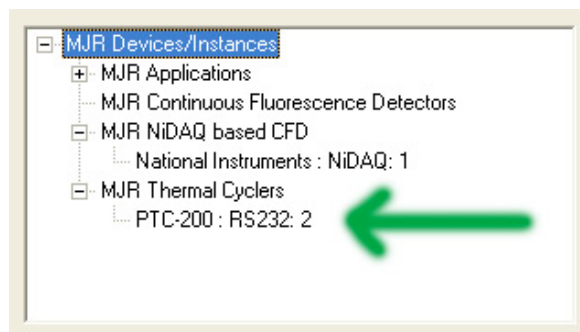 MJR Devices/Instances
MJR Applications
MJR Continuous Fluorescence Detectors
MJR NiDAQ based CFD
National Instruments : NiDAQ: 1
MJR Thermal Cyclers
PTC-200 : RS232: 2